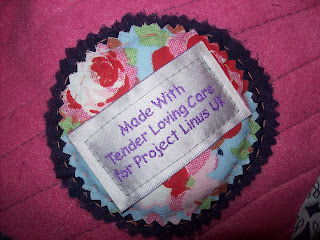 Made With
Tender Loving Care
for Project Linus UK